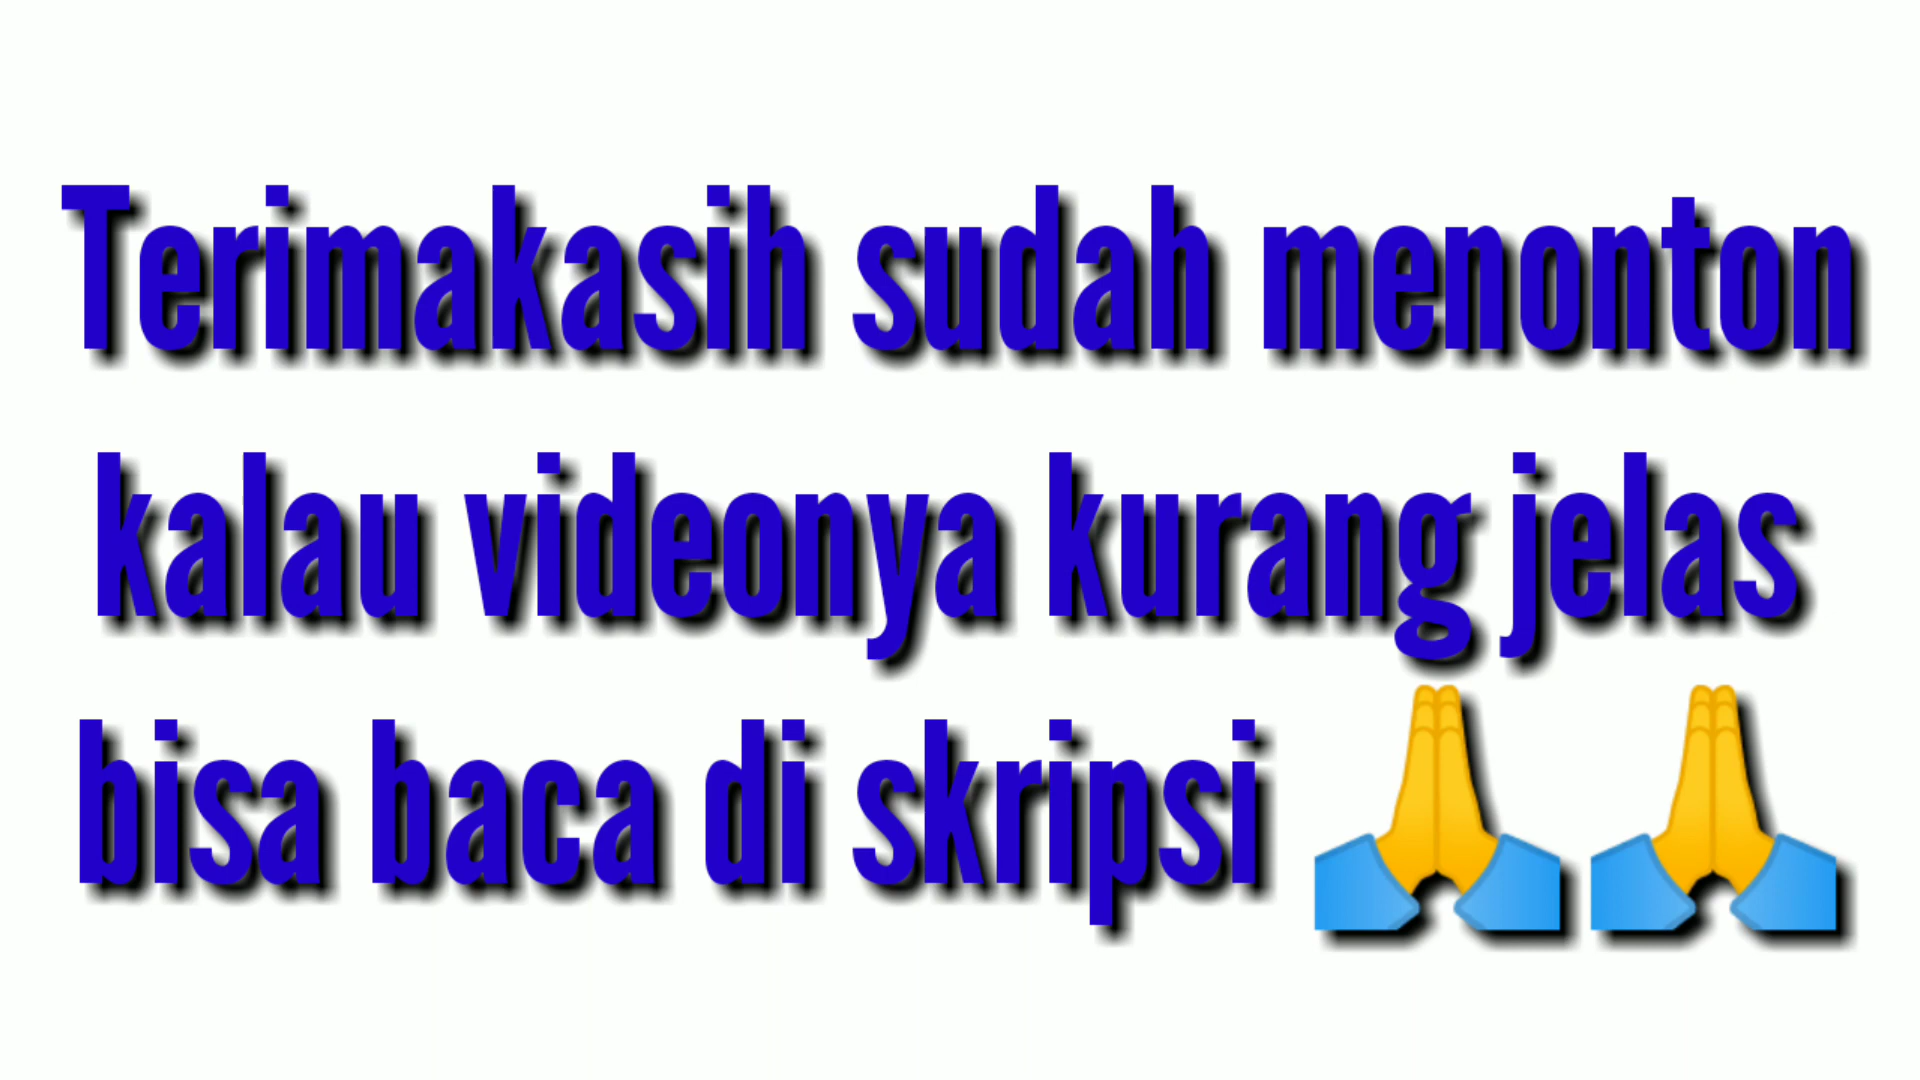 Terimakasih sudah menonton
kalau videonya kurang jelas
bisa baca di skripsi 🙏🙏